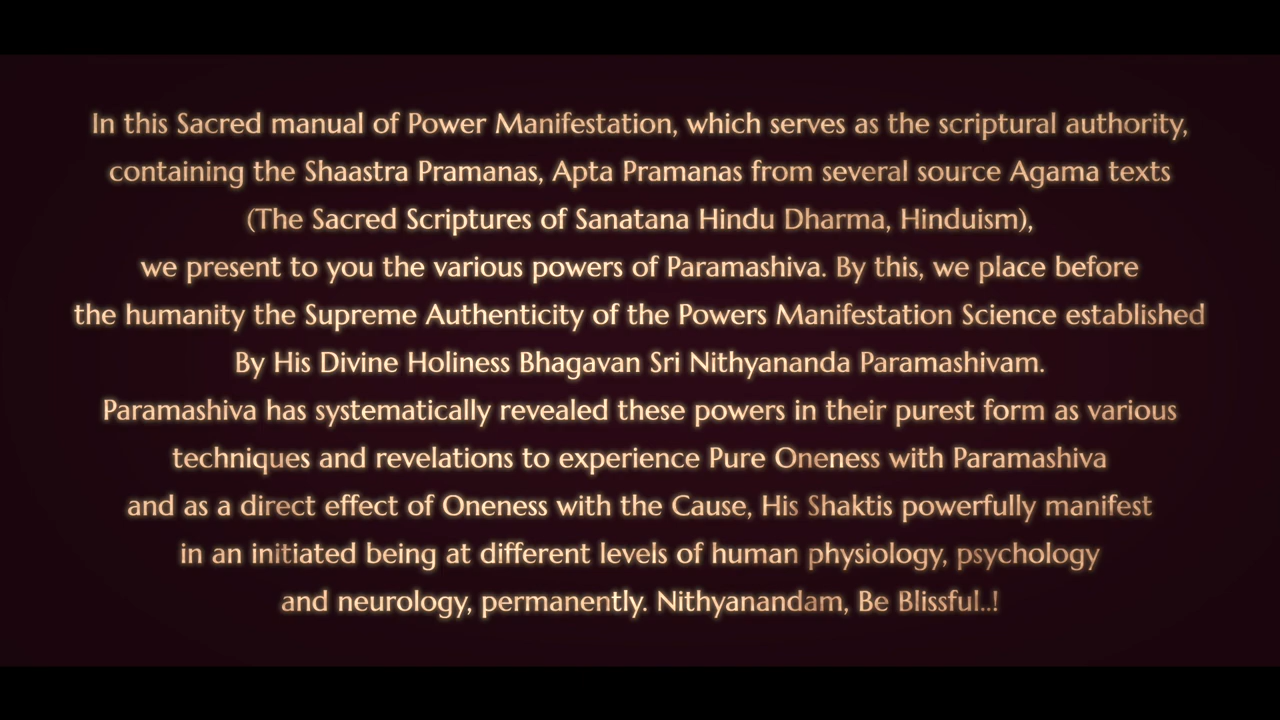 In this Sacred manual of Power Manifestation, which serves as the scriptural authority,
containing the Shaastra Pramanas, Apta Pramanas from several source Agama texts
(The Sacred Scriptures of Sanatana Hindu Dharma, Hinduism),
we present to you the various powers of Paramashiva. By this, we place before
the humanity the Supreme Authenticity of the Powers Manifestation Science established
By His Divine Holiness Bhagavan Sri Nithyananda Paramashivam.
Paramashiva has systematically revealed these powers in their purest form as various
techniques and revelations to experience Pure Oneness with Paramashiva
and as a direct effect of Oneness with the Cause, His Shaktis powerfully manifest
in an initiated being at different levels of human physiology, psychology
and neurology, permanently. Nithyanandam, Be Blissful..!